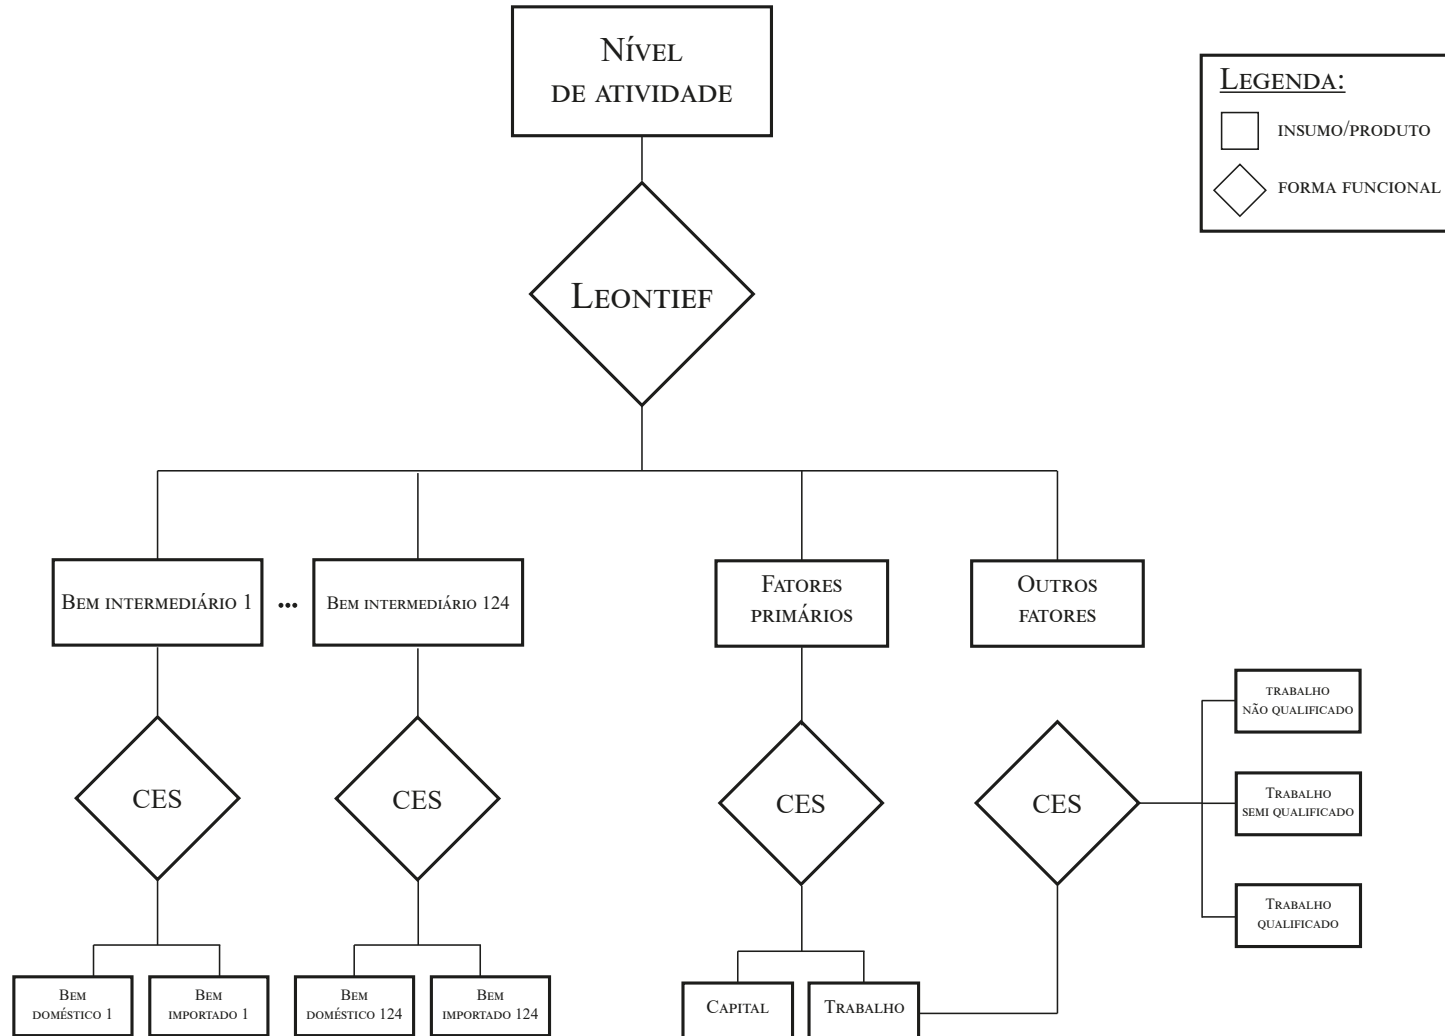 Nível
de atividade
Legenda:
insumo/produto
forma funcional
Leontief
Bem intermediário 1
...
Bem intermediário 124
Fatores
primários
Outros
fatores
CES
CES
CES
CES
trabalho
não qualificado
Trabalho
semi qualificado
Trabalho
qualificado
Bem
doméstico 1
Bem
importado 1
Bem
doméstico 124
Bem
importado 124
Capital
Trabalho